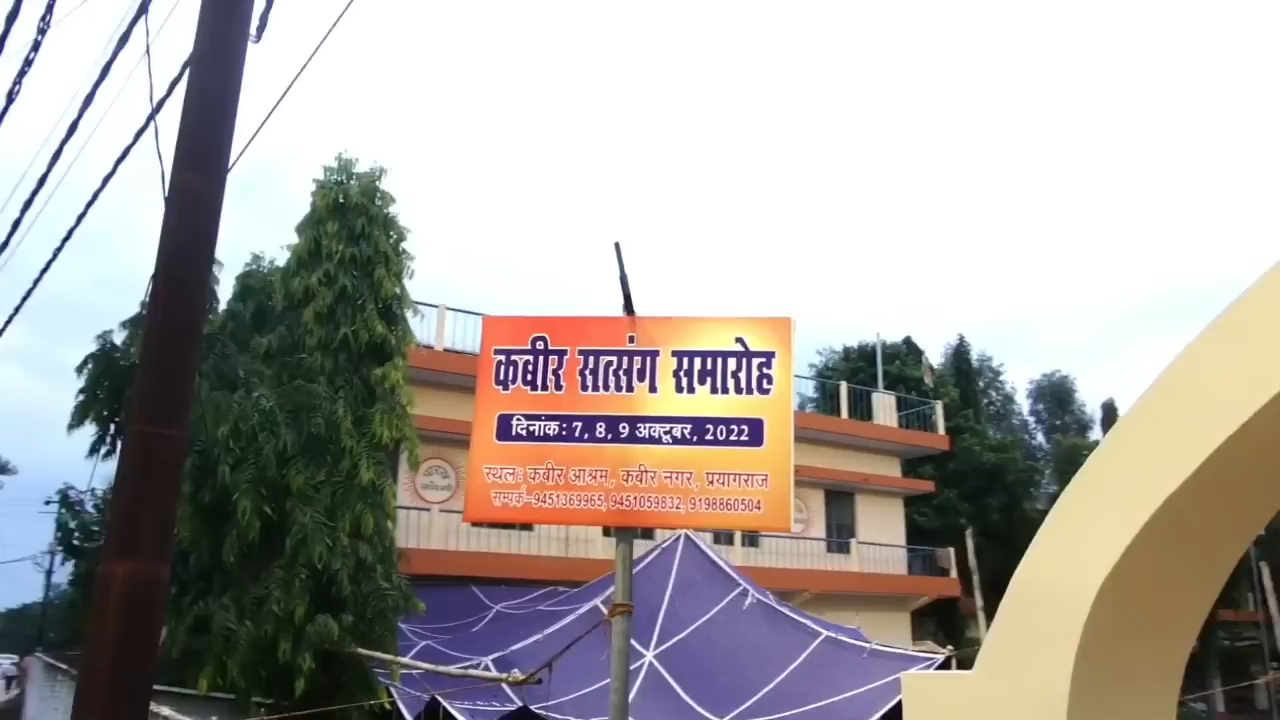 कबीर सत्संग समारोह
दिनांक: 7, 8, 9 अक्टूबर, 2022
स्थल: कबीर आश्रम, कबीर नगर, प्रयागराज
सम्पर्क-9451369965, 9451059832, 9198860504